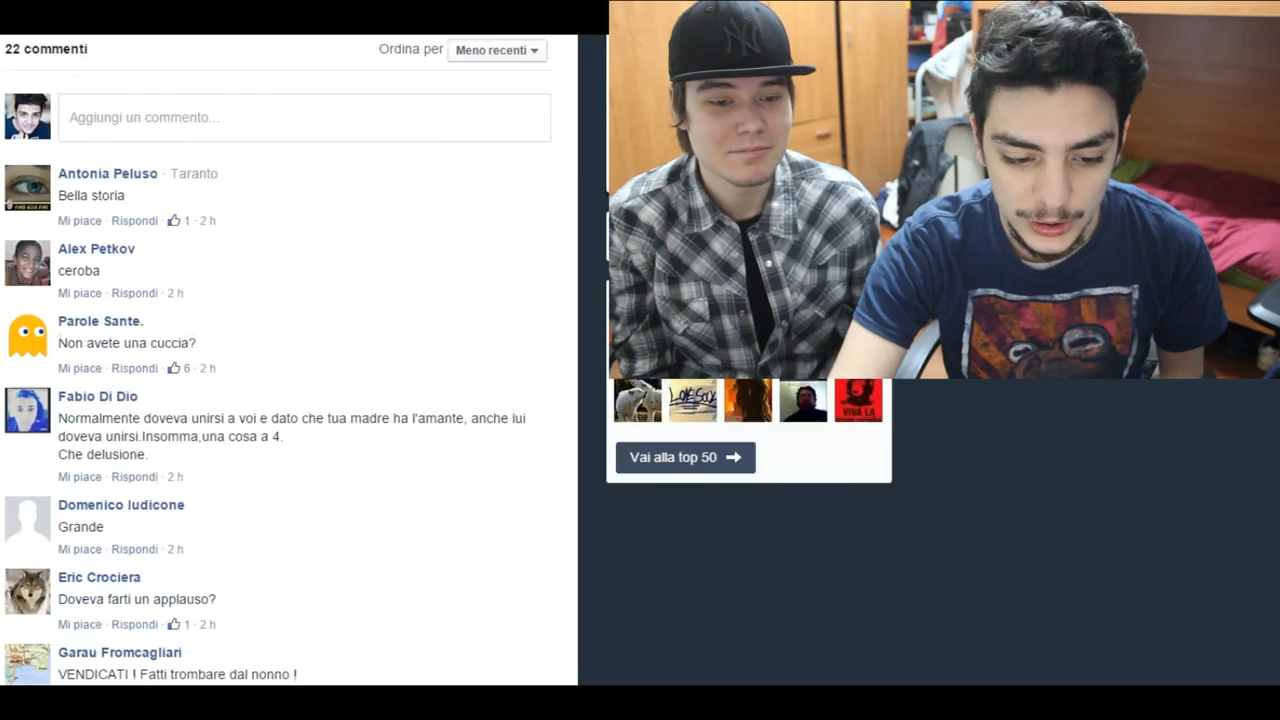 22 commenti
Ordina per Meno recenti
Aggiungi un commento...
Antonia Peluso · Taranto
Bella storia
Mi piace · Rispondi · 1 · 2 h
Alex Petkov
ceroba
Mi piace · Rispondi · 2 h
Parole Sante.
Non avete una cuccia?
Mi piace · Rispondi · 6 · 2 h
Fabio Di Dio
Normalmente doveva unirsi a voi e dato che tua madre ha l'amante, anche lui
doveva unirsi.Insomma,una cosa a 4.
Che delusione.
Mi piace · Rispondi · 2 h
Domenico Iudicone
Grande
Mi piace · Rispondi · 2 h
Eric Crociera
Doveva farti un applauso?
Mi piace · Rispondi · 1 · 2 h
Garau Fromcagliari
VENDICATI ! Fatti trombare dal nonno !
NY
LOVE
VIVA LA
Vai alla top 50